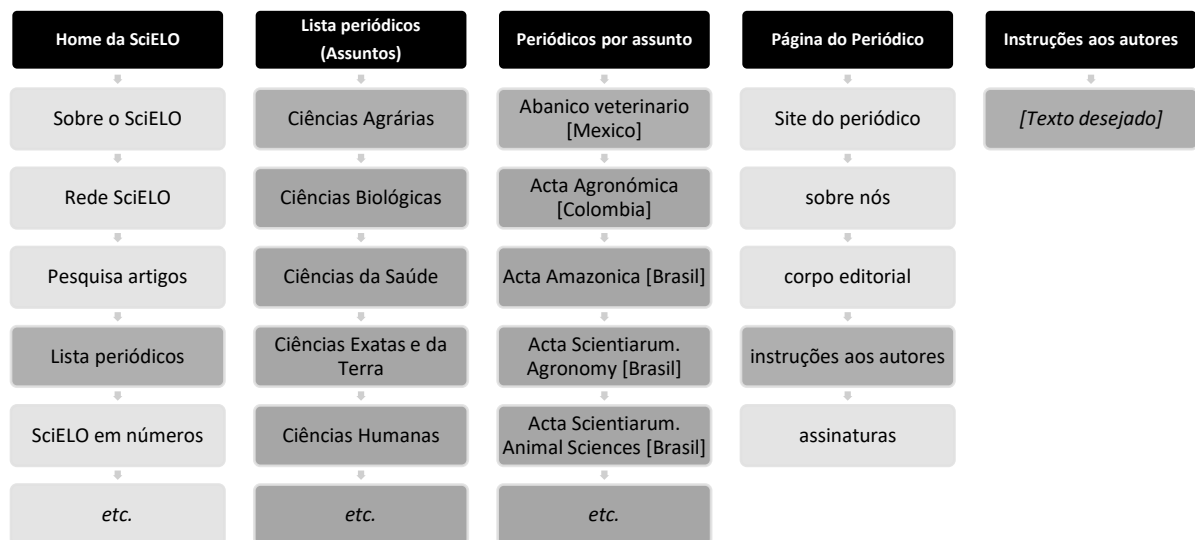 Home da SciELO
Sobre o SciELO
Rede SciELO
Pesquisa artigos
Lista periódicos
SciELO em números
etc.
Lista periódicos
(Assuntos)
Ciências Agrárias
Ciências Biológicas
Ciências da Saúde
Ciências Exatas e da
Terra
Ciências Humanas
etc.
Periódicos por assunto
Abanico veterinario
[Mexico]
Acta Agronómica
[Colombia]
Acta Amazonica [Brasil]
Acta Scientiarum.
Agronomy [Brasil]
Acta Scientiarum.
Animal Sciences [Brasil]
etc.
Página do Periódico
Site do periódico
sobre nós
corpo editorial
instruções aos autores
assinaturas
Instruções aos autores
[Texto desejado]